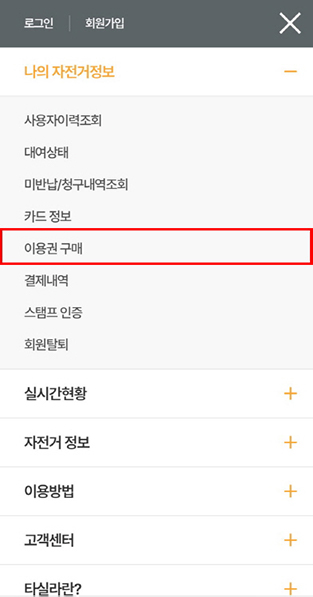 로그인 회원가입
나의 자전거정보
사용자이력조회
대여상태
미반납/청구내역조회
카드 정보
이용권 구매
결제내역
스탬프 인증
회원탈퇴
실시간현황
자전거 정보
이용방법
고객센터
타실라란?